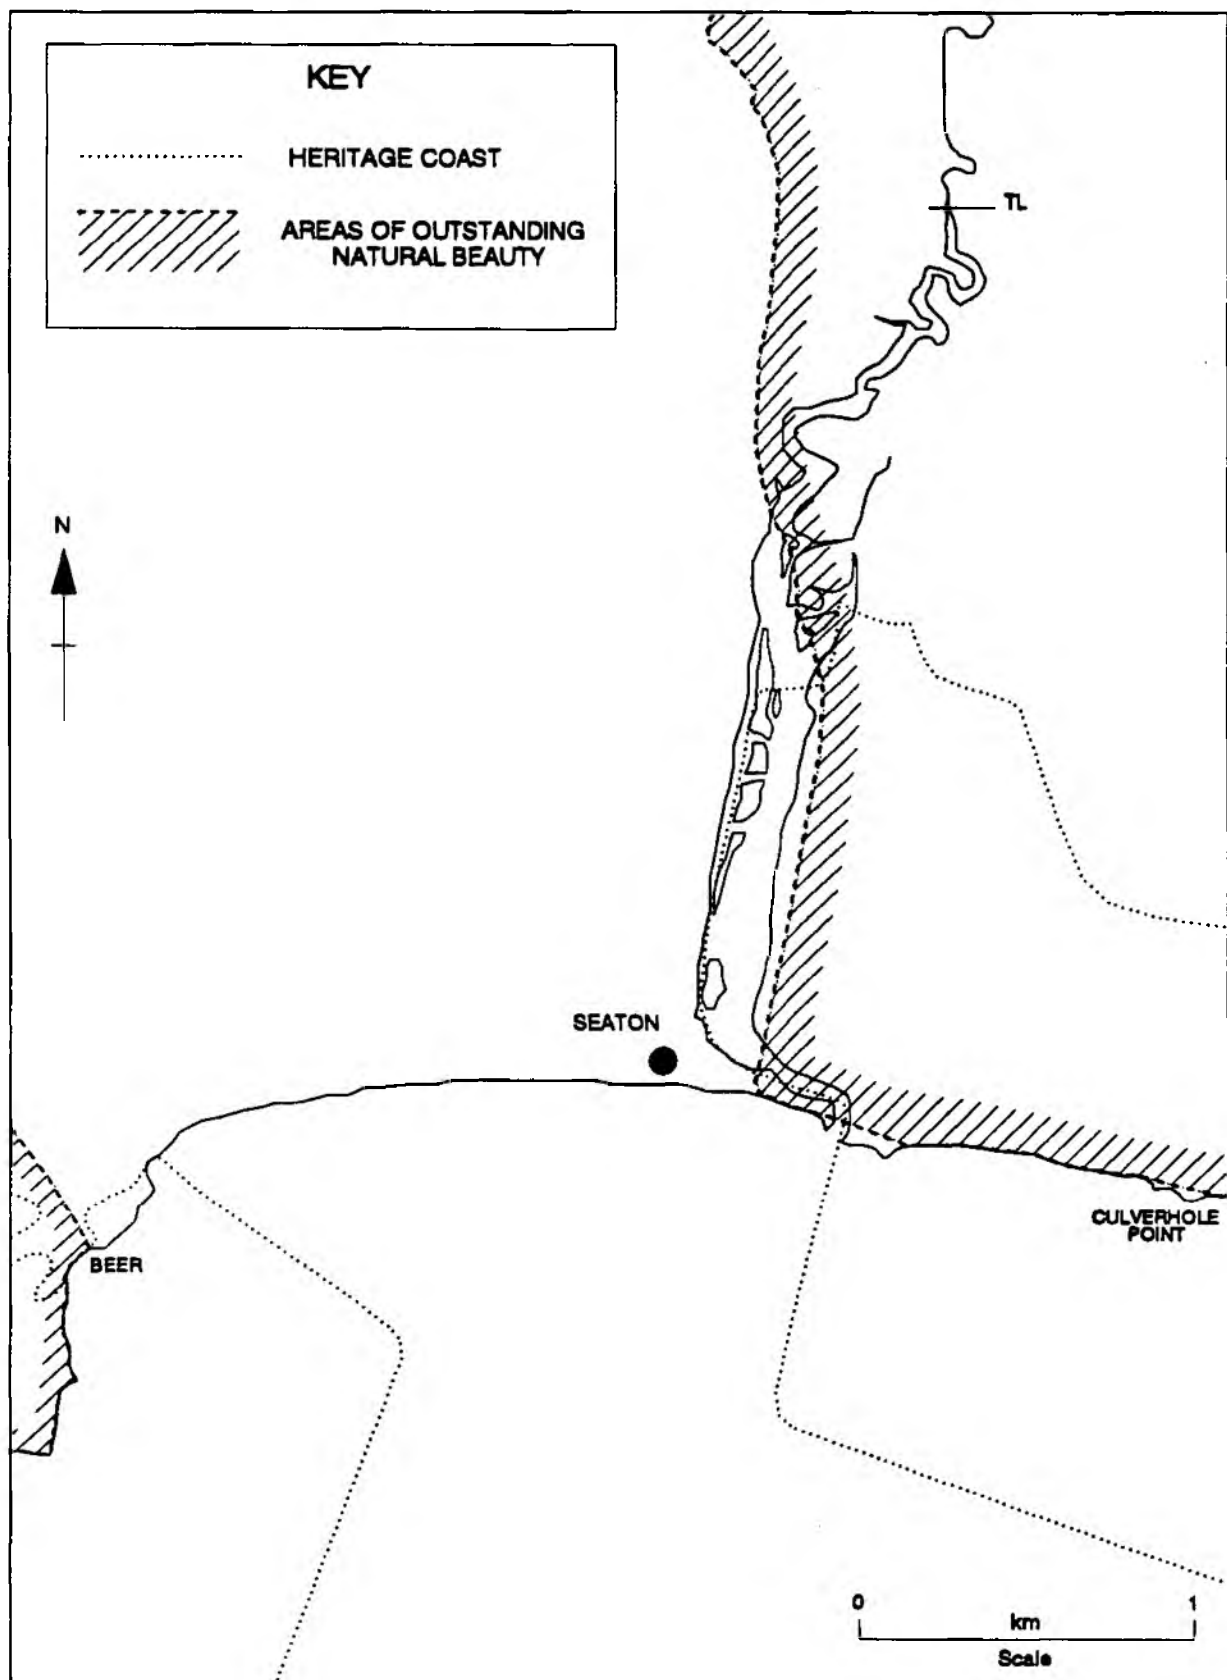 KEY
HERITAGE COAST
AREAS OF OUTSTANDING
NATURAL BEAUTY
TL
N
SEATON
BEER
CULVERHOLE
POINT
0 1
km
Scale